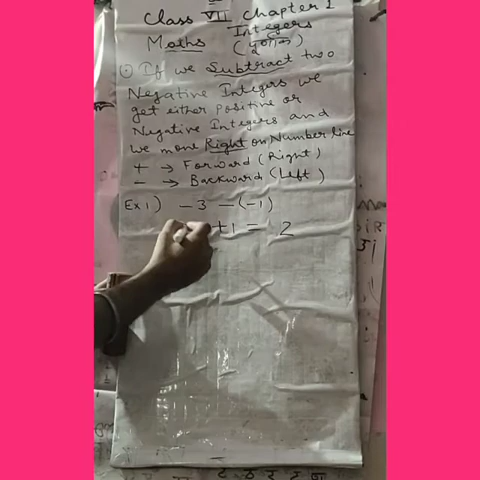 Class VII Chapter 1
Integers
Maths
If we Subtract two
Negative Integers we
get either positive or
Negative Integers and
we move Right on Number line
+ → Forward (Right)
- → Backward (Left)
Ex 1) - 3 - (-1)
+1 = 2